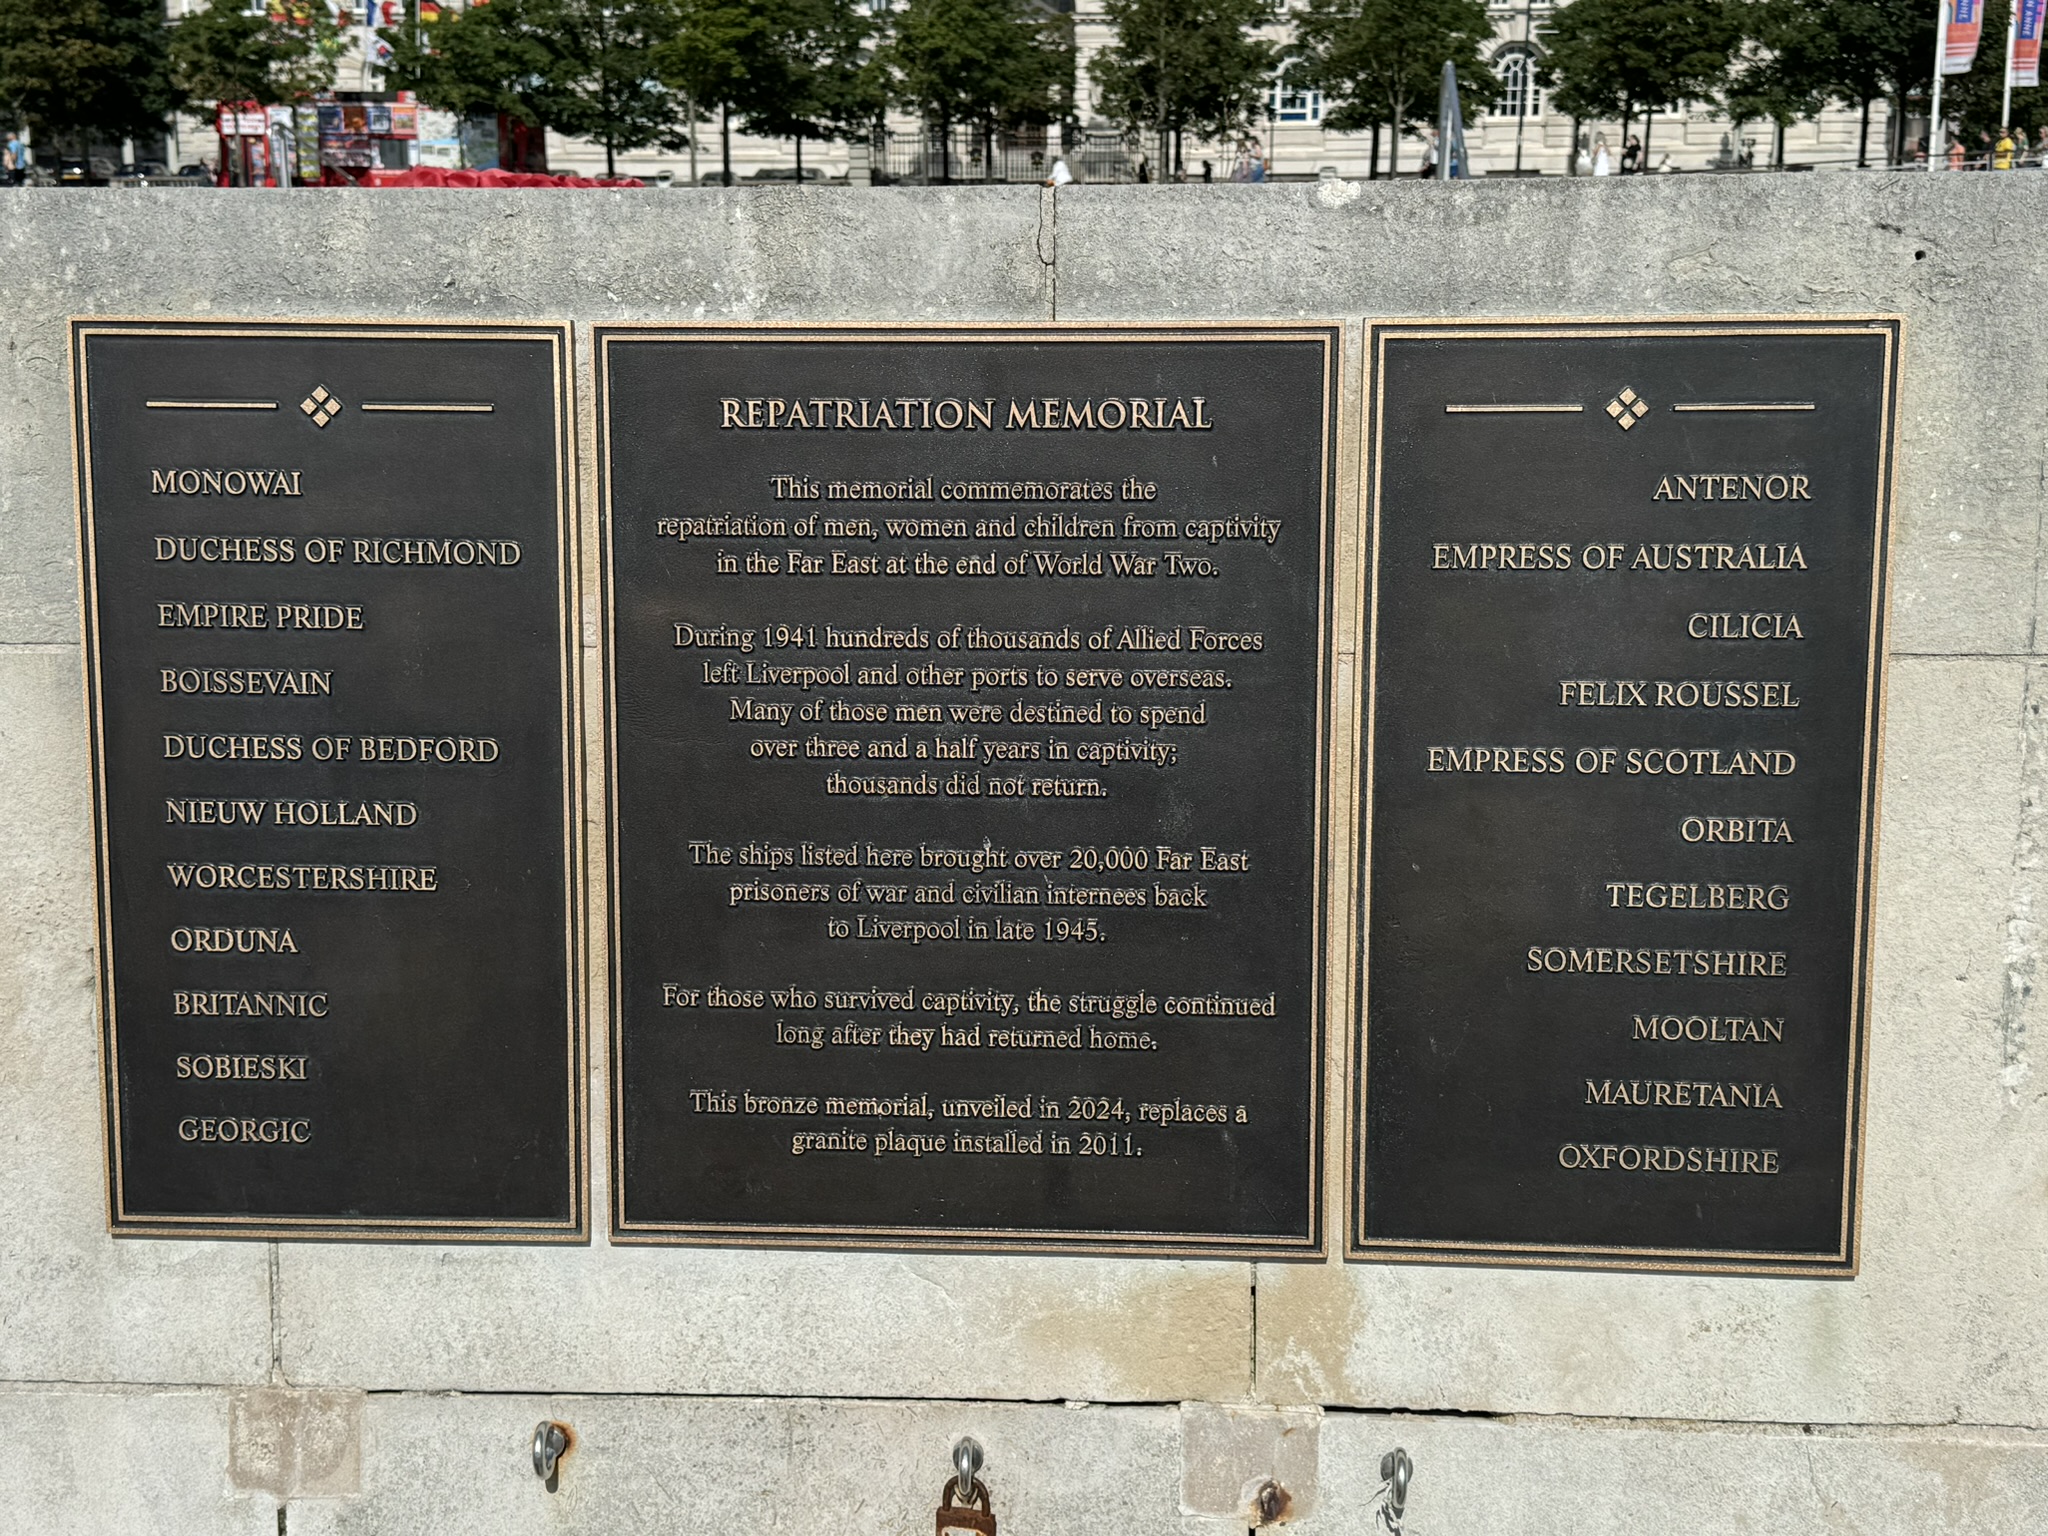 MONOWAI
DUCHESS OF RICHMOND
EMPIRE PRIDE
BOISSEVAIN
DUCHESS OF BEDFORD
NIEUW HOLLAND
WORCESTERSHIRE
ORDUNA
BRITANNIC
SOBIESKI
GEORGIC
REPATRIATION MEMORIAL
This memorial commemorates the
repatriation of men, women and children from captivity
in the Far East at the end of World War Two.
During 1941 hundreds of thousands of Allied Forces
left Liverpool and other ports to serve overseas.
Many of those men were destined to spend
over three and a half years in captivity;
thousands did not return.
The ships listed here brought over 20,000 Far East
prisoners of war and civilian internees back
to Liverpool in late 1945.
For those who survived captivity, the struggle continued
long after they had returned home.
This bronze memorial, unveiled in 2024, replaces a
granite plaque installed in 2011.
ANTENOR
EMPRESS OF AUSTRALIA
CILICIA
FELIX ROUSSEL
EMPRESS OF SCOTLAND
ORBITA
TEGELBERG
SOMERSETSHIRE
MOOLTAN
MAURETANIA
OXFORDSHIRE